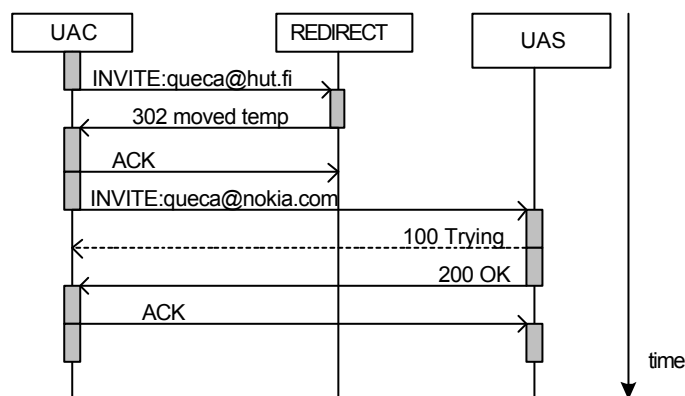 UAC
REDIRECT
UAS
INVITE:queca@hut.fi
302 moved temp
ACK
INVITE:queca@nokia.com
100 Trying
200 OK
ACK
time